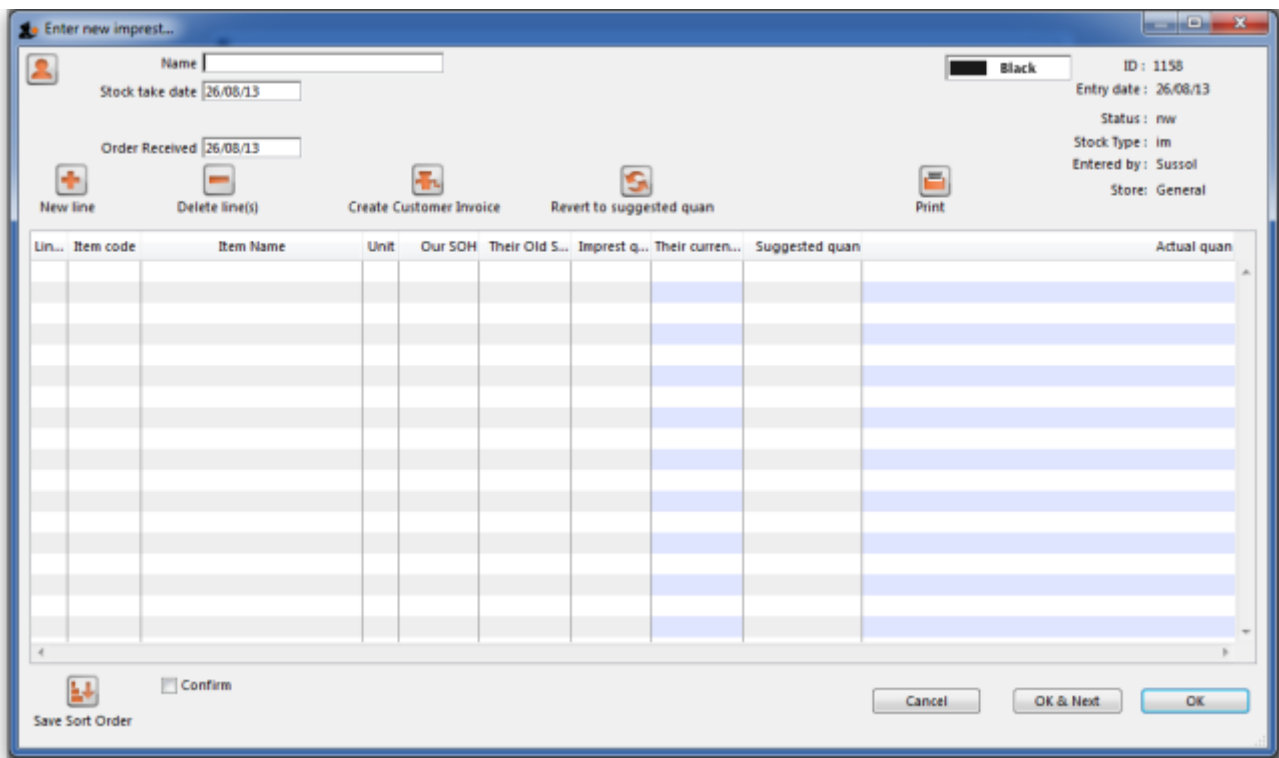 Enter new imprest...
Name
Black
ID : 1158
Stock take date 26/08/13
Entry date : 26/08/13
Status : nw
Order Received 26/08/13
Stock Type : im
Entered by : Sussol
Store: General
New line
Delete line(s)
Create Customer Invoice
Revert to suggested quan
Print
Lin... Item code Item Name Unit Our SOH Their Old S... Imprest q... Their curren... Suggested quan Actual quan
Confirm
Cancel
OK & Next
OK
Save Sort Order